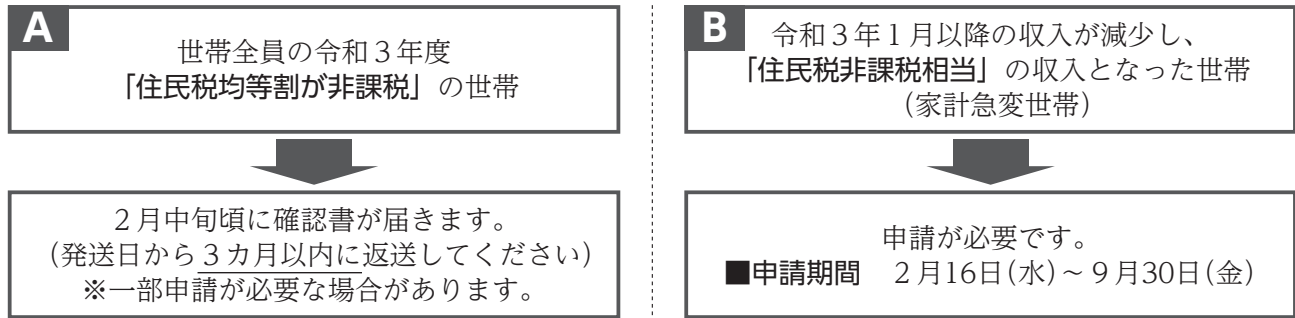 A
世帯全員の令和３年度
「住民税均等割が非課税」の世帯
２月中旬頃に確認書が届きます。
（発送日から３カ月以内に返送してください）
※一部申請が必要な場合があります。
B
令和３年１月以降の収入が減少し、
「住民税非課税相当」の収入となった世帯
（家計急変世帯）
申請が必要です。
■申請期間　２月16日(水)～９月30日(金)